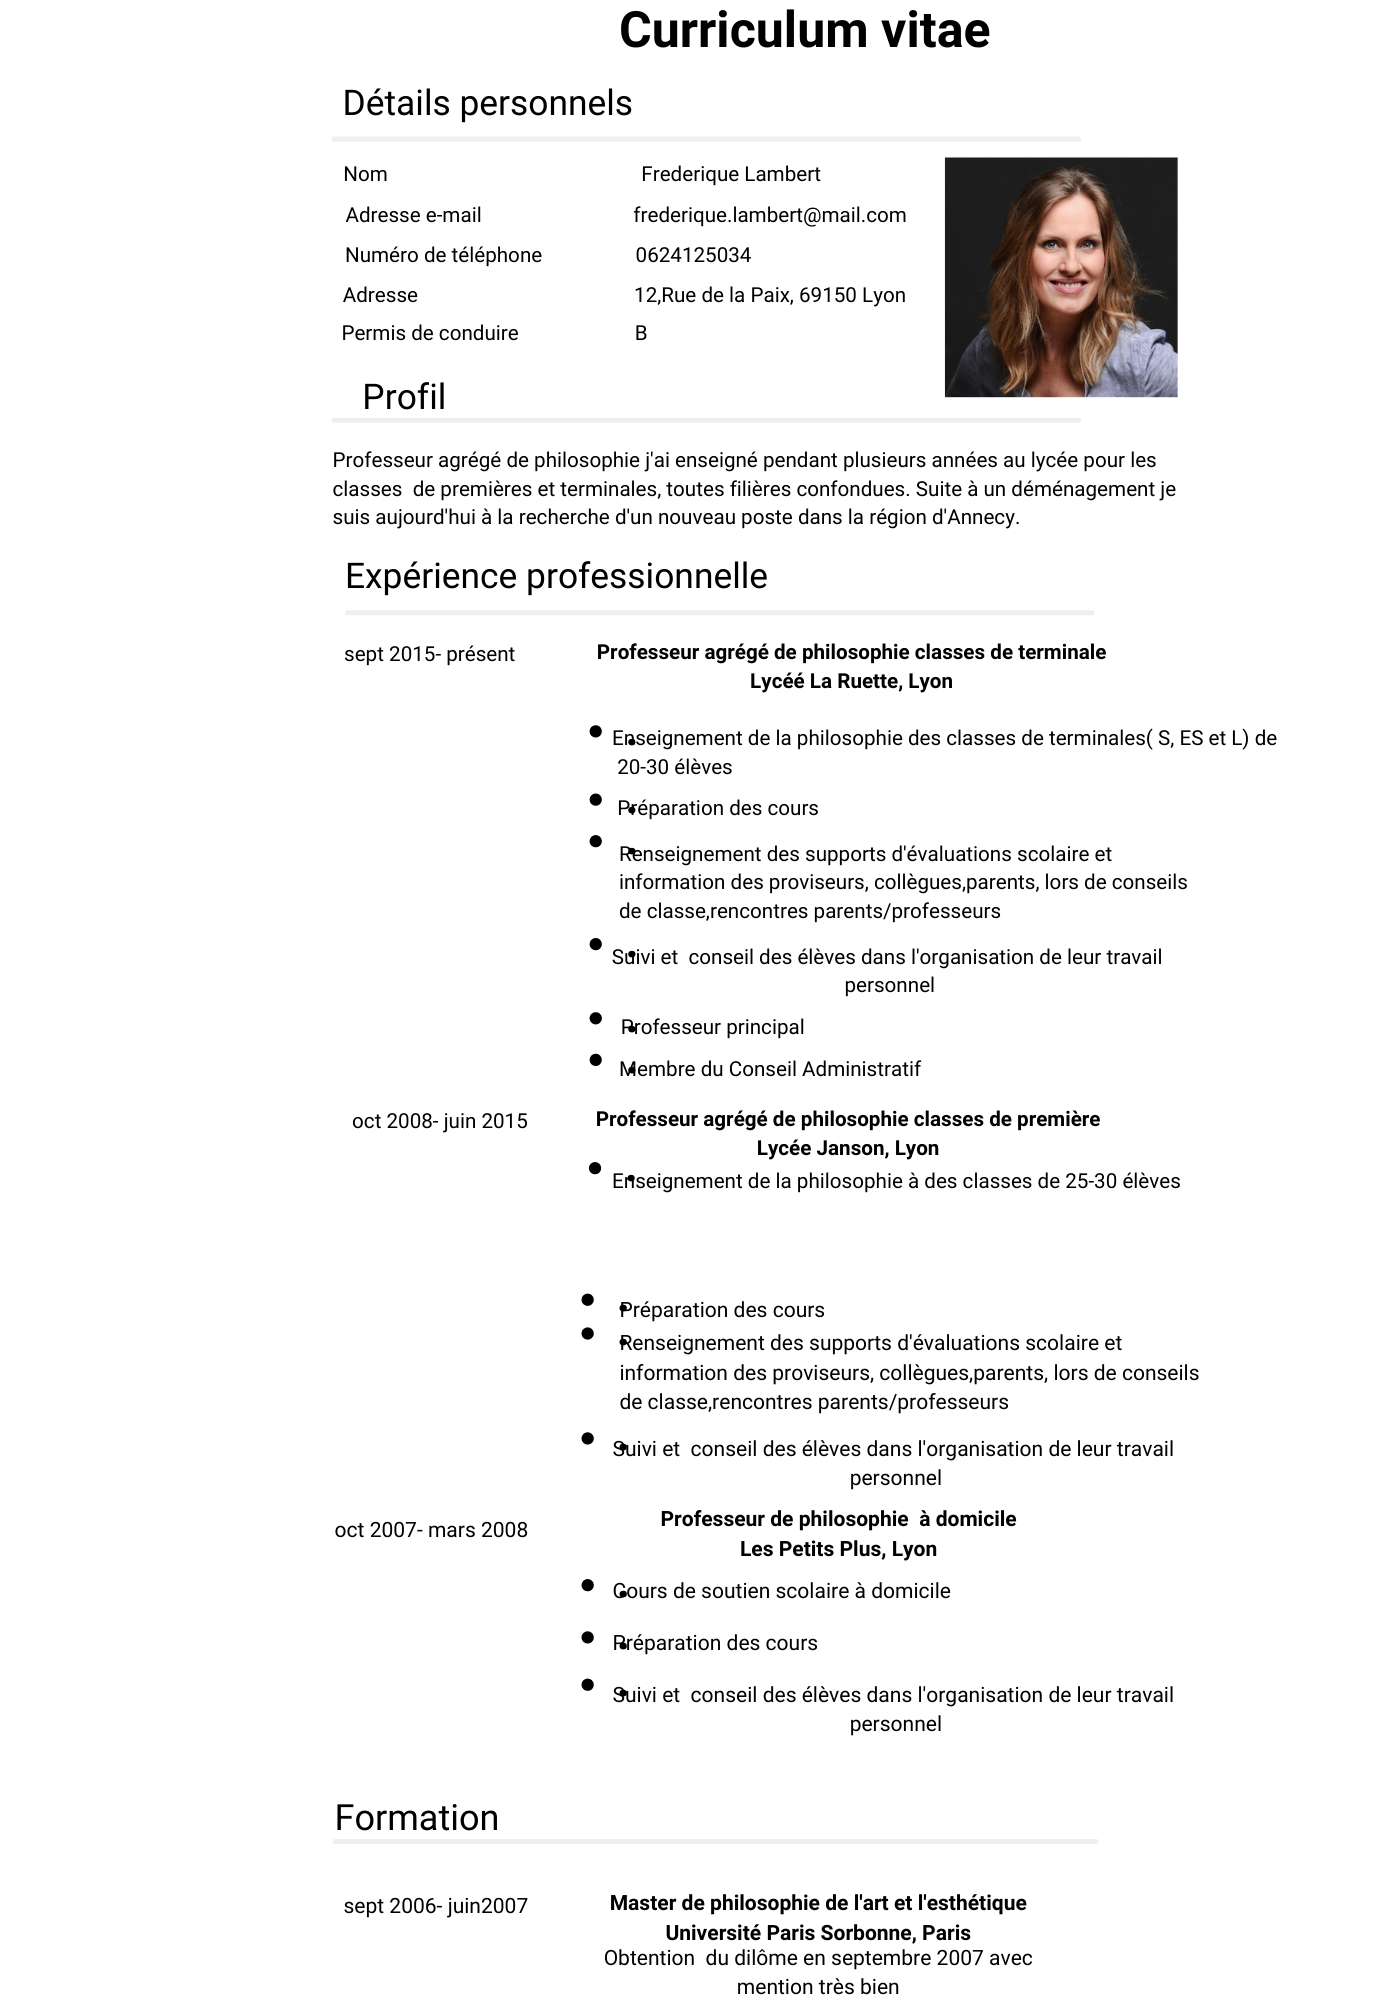 Curriculum vitae
Détails personnels
Nom Frederique Lambert
Adresse e-mail frederique.lambert@mail.com
Numéro de téléphone 0624125034
Adresse 12,Rue de la Paix, 69150 Lyon
Permis de conduire B
Profil
Professeur agrégé de philosophie j'ai enseigné pendant plusieurs années au lycée pour les
classes de premières et terminales, toutes filières confondues. Suite à un déménagement je
suis aujourd'hui à la recherche d'un nouveau poste dans la région d'Annecy.
Expérience professionnelle
sept 2015- présent Professeur agrégé de philosophie classes de terminale
Lycéé La Ruette, Lyon
Enseignement de la philosophie des classes de terminales( S, ES et L) de
20-30 élèves
Préparation des cours
Renseignement des supports d'évaluations scolaire et
information des proviseurs, collègues,parents, lors de conseils
de classe,rencontres parents/professeurs
Suivi et conseil des élèves dans l'organisation de leur travail
personnel
Professeur principal
Membre du Conseil Administratif
oct 2008- juin 2015 Professeur agrégé de philosophie classes de première
Lycée Janson, Lyon
Enseignement de la philosophie à des classes de 25-30 élèves
Préparation des cours
Renseignement des supports d'évaluations scolaire et
information des proviseurs, collègues,parents, lors de conseils
de classe,rencontres parents/professeurs
Suivi et conseil des élèves dans l'organisation de leur travail
personnel
oct 2007- mars 2008 Professeur de philosophie à domicile
Les Petits Plus, Lyon
Cours de soutien scolaire à domicile
Préparation des cours
Suivi et conseil des élèves dans l'organisation de leur travail
personnel
Formation
sept 2006- juin2007 Master de philosophie de l'art et l'esthétique
Université Paris Sorbonne, Paris
Obtention du dilôme en septembre 2007 avec
mention très bien